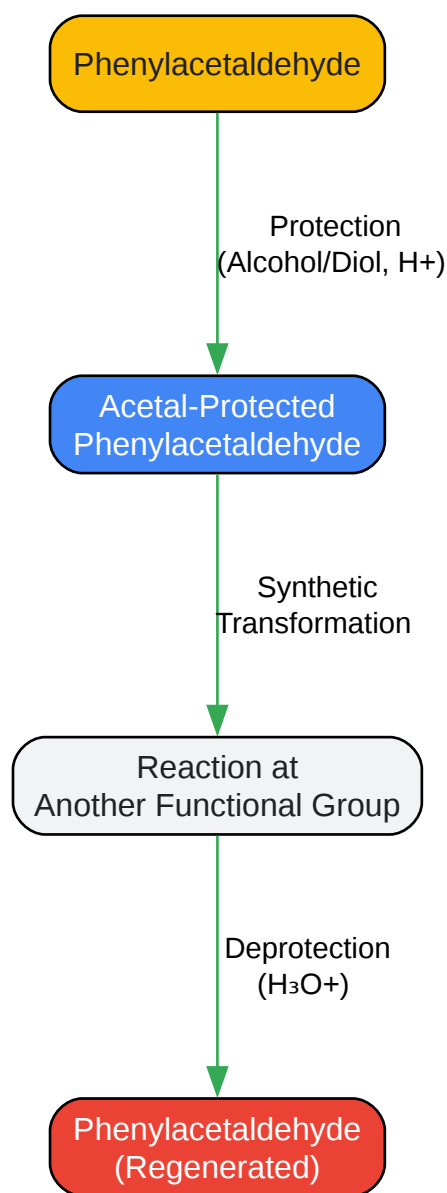 Phenylacetaldehyde
Protection
(Alcohol/Diol, H+)
Acetal-Protected
Phenylacetaldehyde
Synthetic
Transformation
Reaction at
Another Functional Group
Deprotection
(H₃O+)
Phenylacetaldehyde
(Regenerated)